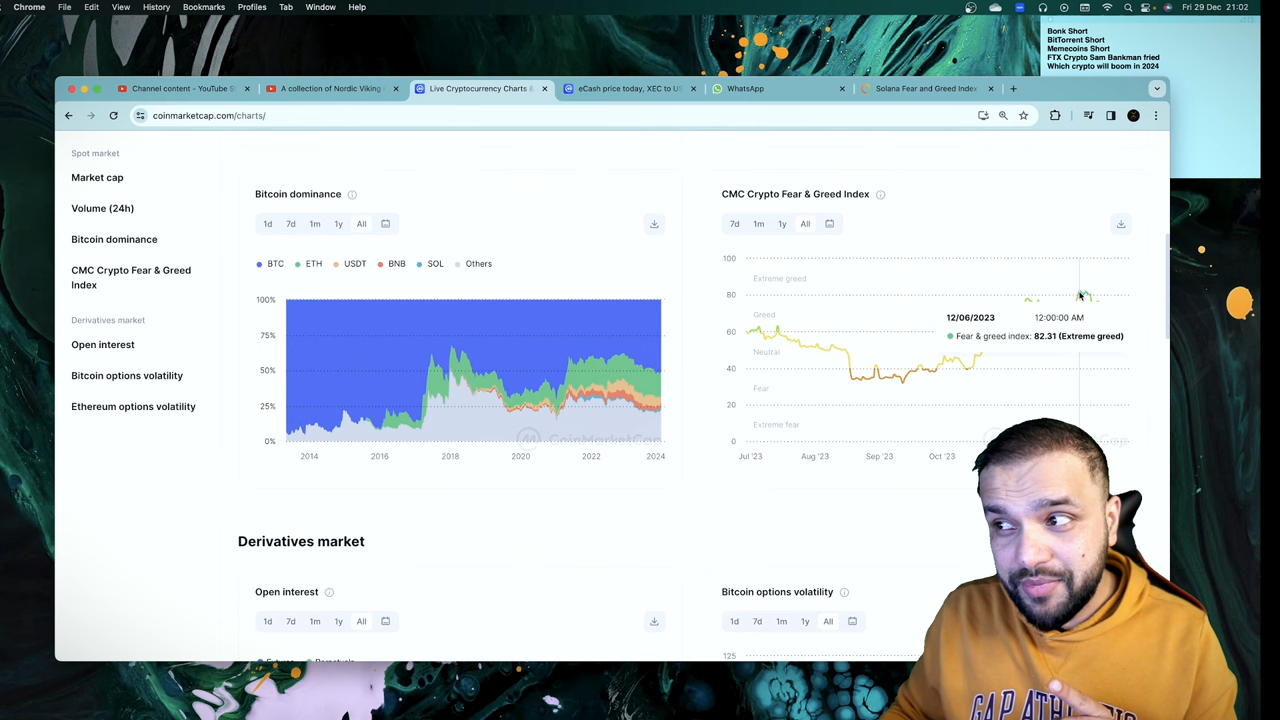 Chrome File Edit View History Bookmarks Profiles Tab Window Help Fri 29 Dec 21:02
Bonk Short
BitTorrent Short
Memecoins Short
FTX Crypto Sam Bankman fried
Which crypto will boom in 2024
Channel content - YouTube S
A collection of Nordic Viking
Live Cryptocurrency Charts &
eCash price today, XEC to US
WhatsApp
Solana Fear and Greed Index
coinmarketcap.com/charts/
Spot market
Market cap
Volume (24h)
Bitcoin dominance
CMC Crypto Fear & Greed
Index
Derivatives market
Open interest
Bitcoin options volatility
Ethereum options volatility
Bitcoin dominance
1d 7d 1m 1y All
BTC ETH USDT BNB SOL Others
100%
75%
50%
25%
0%
CoinMarketCap
2014 2016 2018 2020 2022 2024
CMC Crypto Fear & Greed Index
7d 1m 1y All
100
Extreme greed
80
Greed
12/06/2023 12:00:00 AM
60
Fear & greed index: 82.31 (Extreme greed)
Neutral
40
Fear
20
Extreme fear
0
Jul '23 Aug '23 Sep '23 Oct '23
Derivatives market
Open interest
1d 7d 1m 1y All
Bitcoin options volatility
1d 7d 1m 1y All
125
GAP